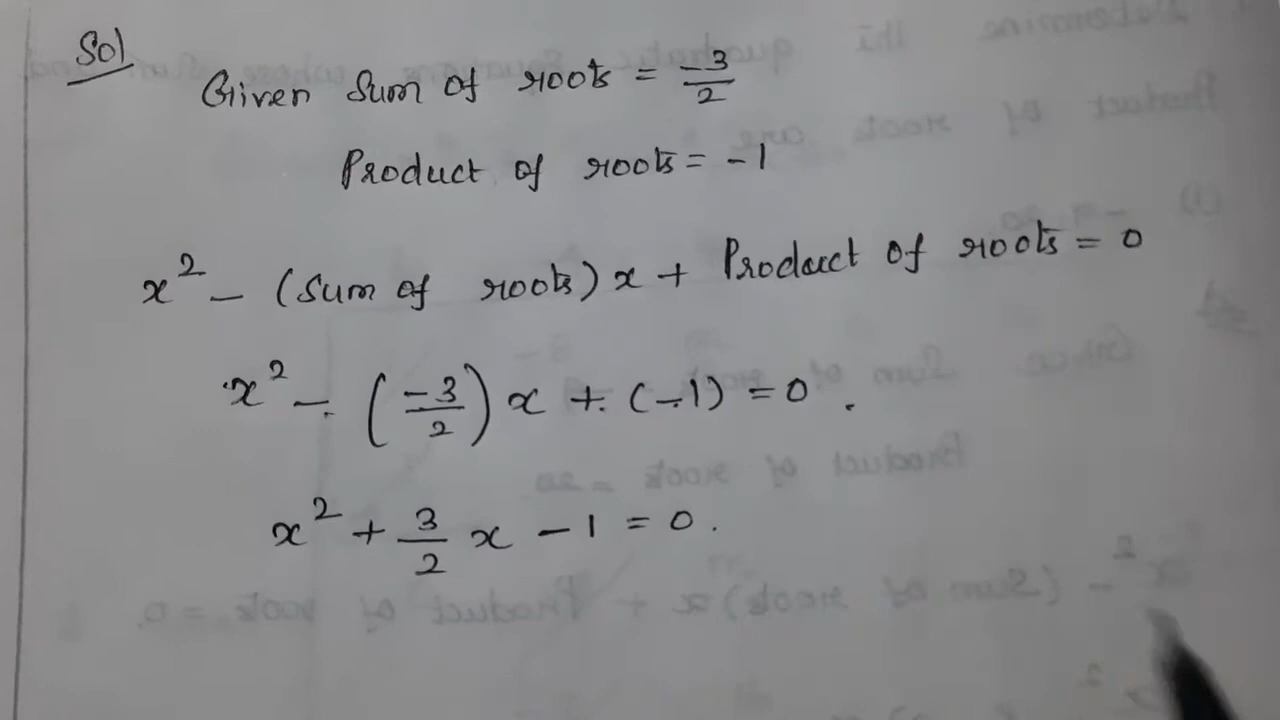 Sol
Given Sum of roots = -3/2
Product of roots = -1
x² - (Sum of roots) x + Product of roots = 0
x² - (-3/2) x + (-1) = 0.
x² + 3/2 x - 1 = 0.